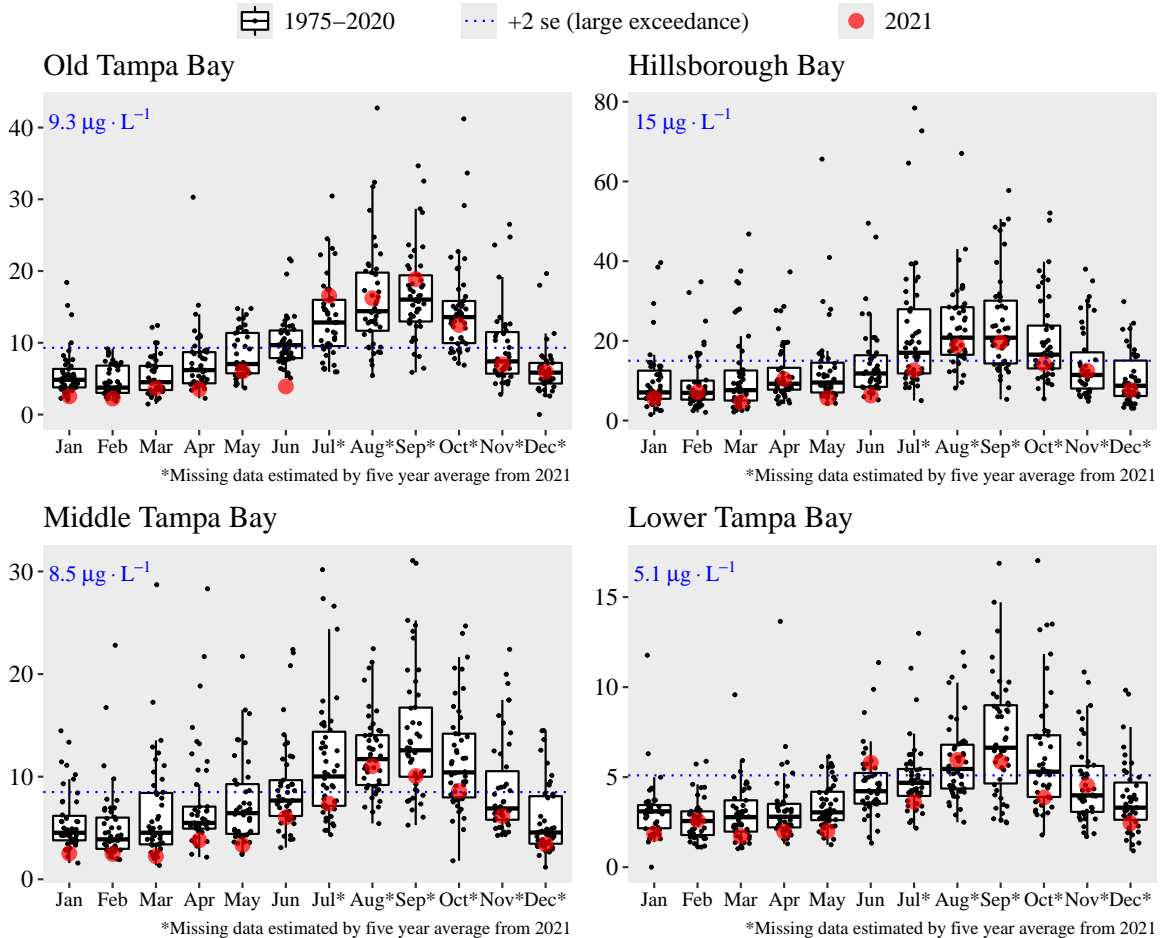 1975−2020 +2 se (large exceedance) 2021
Old Tampa Bay
9.3 µg · L⁻¹
40
30
20
10
0
Jan Feb Mar Apr May Jun Jul* Aug* Sep* Oct* Nov* Dec*
*Missing data estimated by five year average from 2021
Hillsborough Bay
15 µg · L⁻¹
80
60
40
20
0
Jan Feb Mar Apr May Jun Jul* Aug* Sep* Oct* Nov* Dec*
*Missing data estimated by five year average from 2021
Middle Tampa Bay
8.5 µg · L⁻¹
30
20
10
0
Jan Feb Mar Apr May Jun Jul* Aug* Sep* Oct* Nov* Dec*
*Missing data estimated by five year average from 2021
Lower Tampa Bay
5.1 µg · L⁻¹
15
10
5
0
Jan Feb Mar Apr May Jun Jul* Aug* Sep* Oct* Nov* Dec*
*Missing data estimated by five year average from 2021